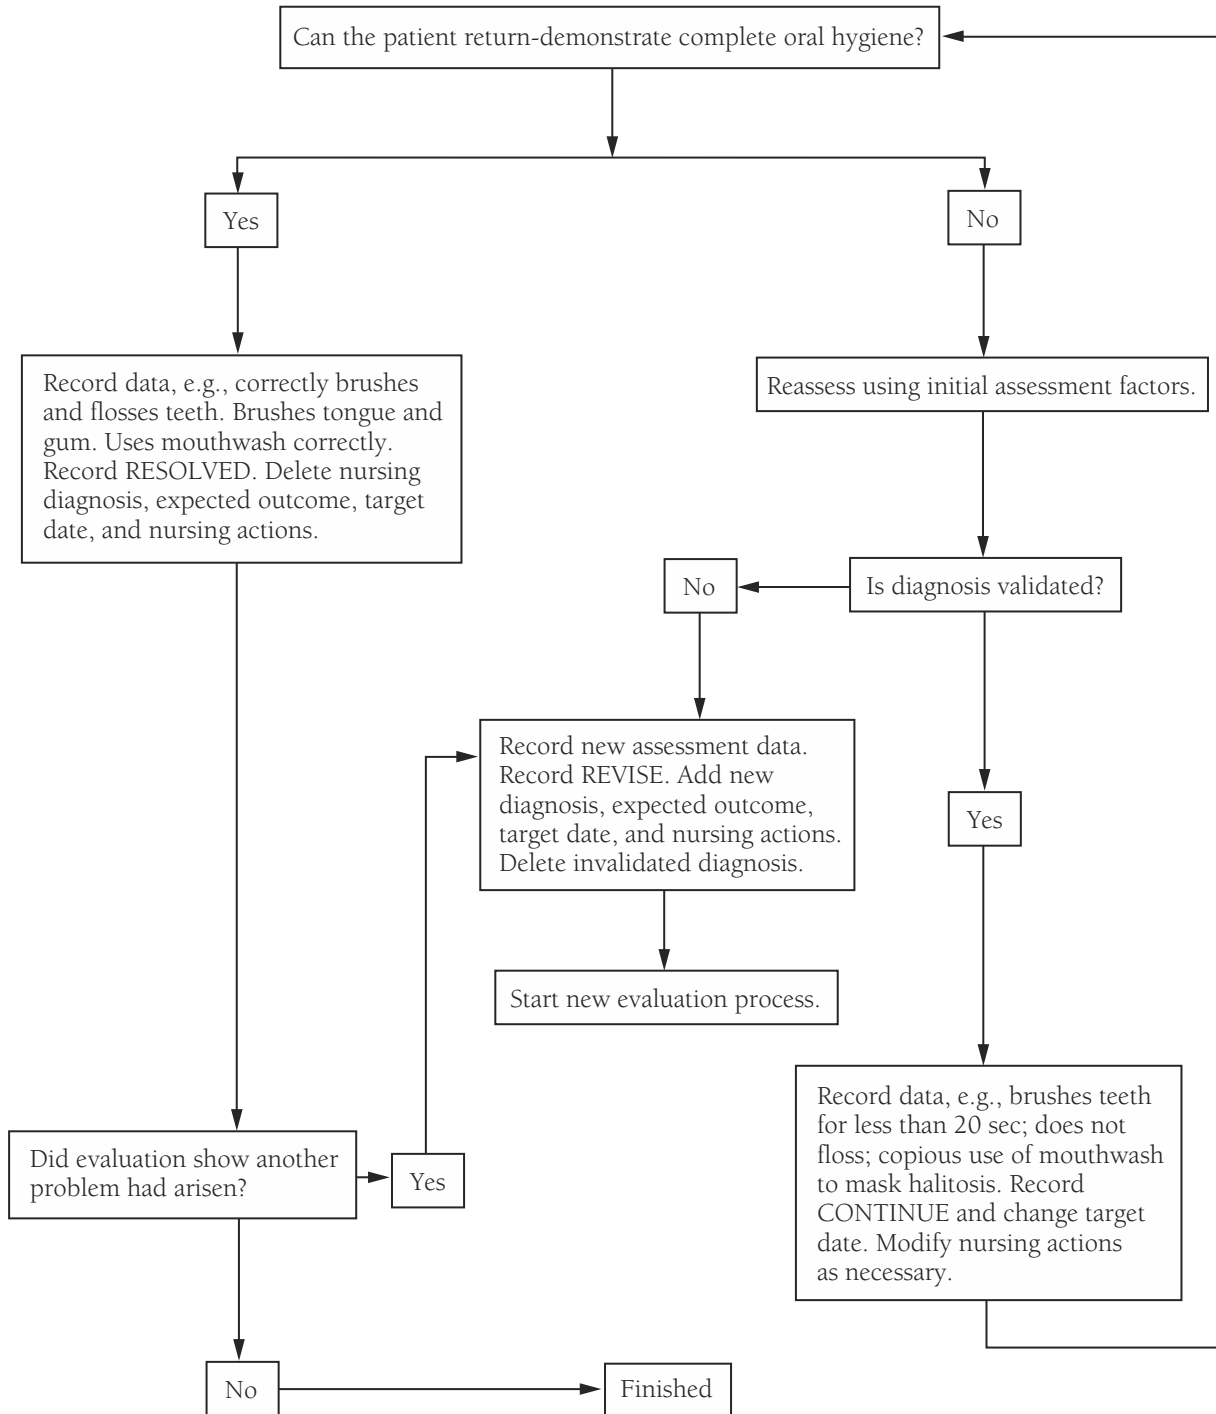 Can the patient return-demonstrate complete oral hygiene?
Yes
No
Record data, e.g., correctly brushes
and flosses teeth. Brushes tongue and
gum. Uses mouthwash correctly.
Record RESOLVED. Delete nursing
diagnosis, expected outcome, target
date, and nursing actions.
Reassess using initial assessment factors.
Is diagnosis validated?
No
Record new assessment data.
Record REVISE. Add new
diagnosis, expected outcome,
target date, and nursing actions.
Delete invalidated diagnosis.
Yes
Start new evaluation process.
Record data, e.g., brushes teeth
for less than 20 sec; does not
floss; copious use of mouthwash
to mask halitosis. Record
CONTINUE and change target
date. Modify nursing actions
as necessary.
Did evaluation show another
problem had arisen?
Yes
No
Finished